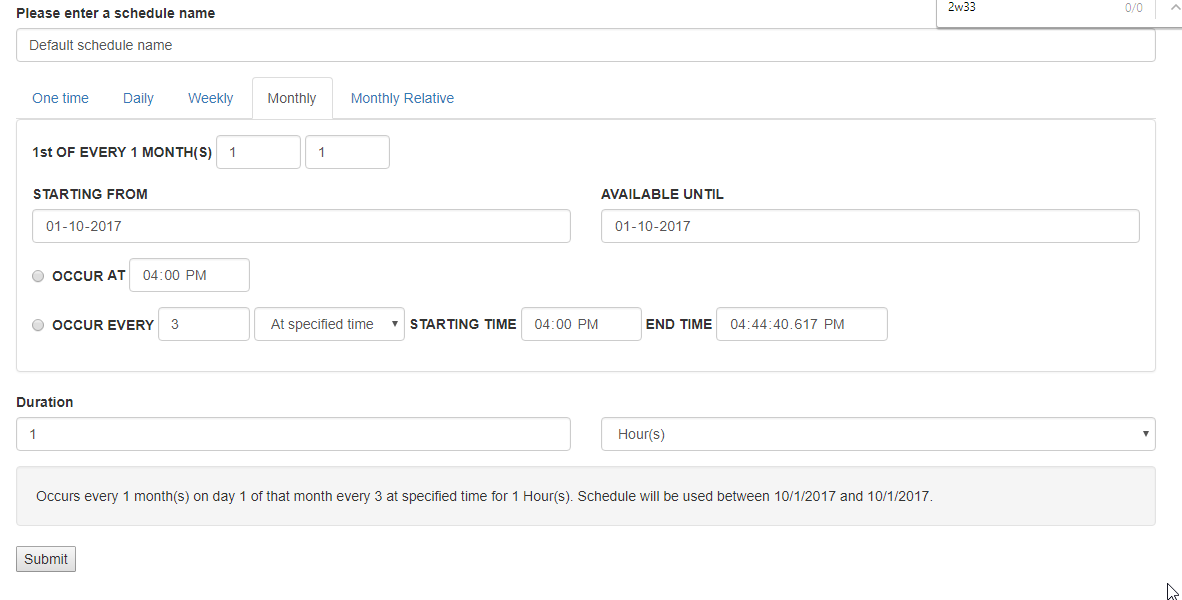 Please enter a schedule name
2w33 0/0
Default schedule name
One time Daily Weekly Monthly Monthly Relative
1st OF EVERY 1 MONTH(S) 1 1
STARTING FROM AVAILABLE UNTIL
01-10-2017 01-10-2017
OCCUR AT 04:00 PM
OCCUR EVERY 3 At specified time STARTING TIME 04:00 PM END TIME 04:44:40.617 PM
Duration
1 Hour(s)
Occurs every 1 month(s) on day 1 of that month every 3 at specified time for 1 Hour(s). Schedule will be used between 10/1/2017 and 10/1/2017.
Submit